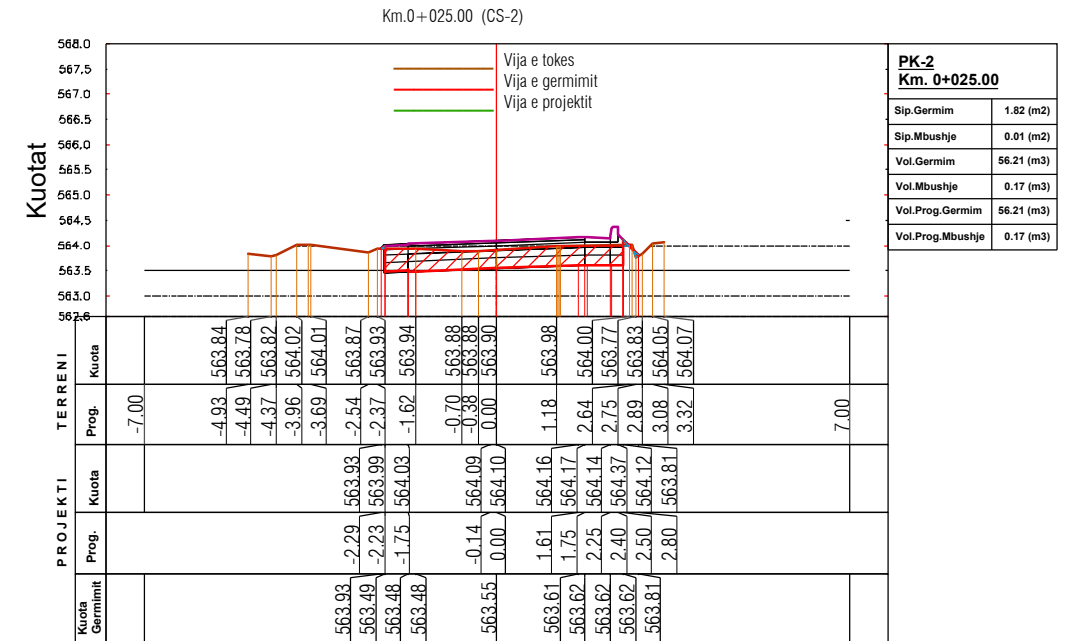 Km.0+025.00 (CS-2)
Kuotat
568.0
567.5
567.0
566.5
566.0
565.5
565.0
564.5
564.0
563.5
563.0
562.6
Vija e tokes
Vija e germimit
Vija e projektit
PK-2
Km. 0+025.00
Sip.Germim 1.82 (m2)
Sip.Mbushje 0.01 (m2)
Vol.Germim 56.21 (m3)
Vol.Mbushje 0.17 (m3)
Vol.Prog.Germim 56.21 (m3)
Vol.Prog.Mbushje 0.17 (m3)
TERRENI
Kuota 563.84 563.78 563.82 564.02 564.01 563.87 563.93 563.94 563.88 563.88 563.90 563.98 564.00 563.77 563.83 564.05 564.07
Prog. -7.00 -4.93 -4.49 -4.37 -3.96 -3.69 -2.54 -2.37 -1.62 -0.70 -0.38 0.00 1.18 2.64 2.75 2.89 3.08 3.32 7.00
PROJEKTI
Kuota 563.93 563.99 564.03 564.09 564.10 564.16 564.17 564.14 564.37 564.12 563.81
Prog. -2.29 -2.23 -1.75 -0.14 0.00 1.61 1.75 2.25 2.40 2.50 2.80
Kuota Germimit 563.93 563.49 563.48 563.48 563.55 563.61 563.62 563.62 563.62 563.81